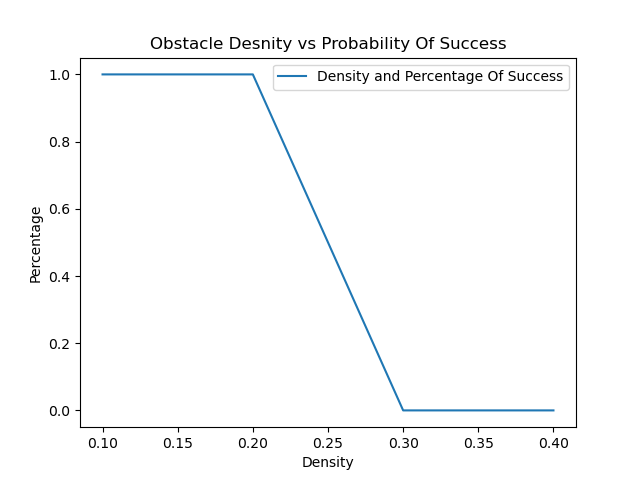 Obstacle Desnity vs Probability Of Success
Density and Percentage Of Success
Percentage
1.0
0.8
0.6
0.4
0.2
0.0
0.10 0.15 0.20 0.25 0.30 0.35 0.40
Density